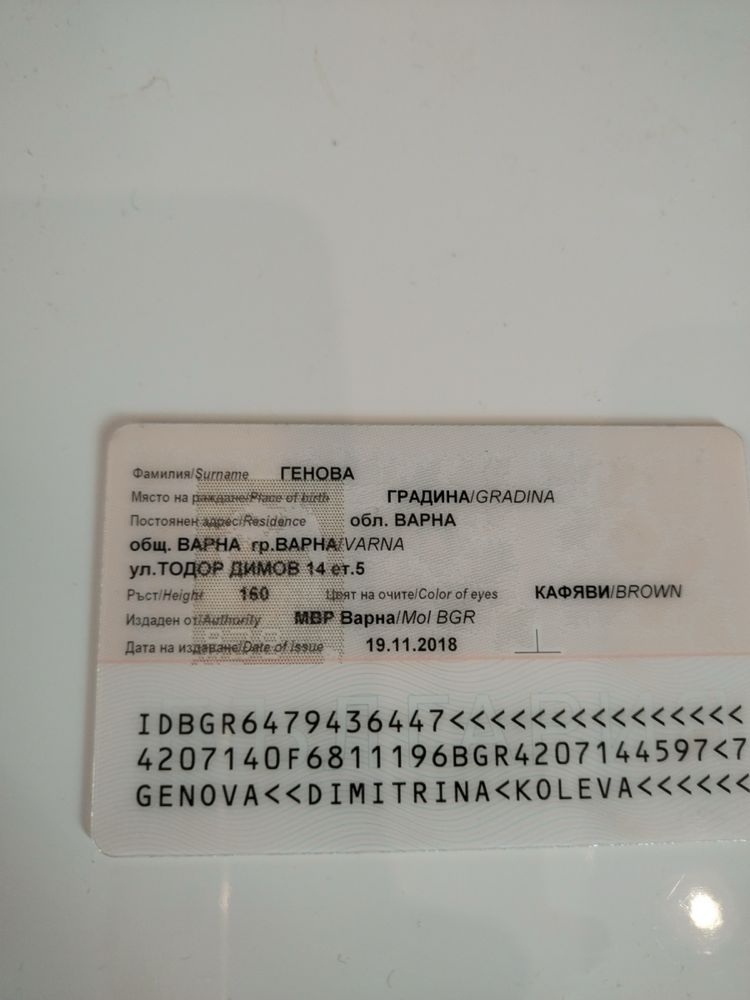 Фамилия/Surname ГЕНОВА
Място на раждане/Place of birth ГРАДИНА/GRADINA
Постоянен адрес/Residence обл. ВАРНА
общ. ВАРНА гр.ВАРНА/VARNA
ул.ТОДОР ДИМОВ 14 ет.5
Ръст/Height 160 Цвят на очите/Color of eyes КАФЯВИ/BROWN
Издаден от/Authority МВР Варна/MoI BGR
Дата на издаване/Date of issue 19.11.2018
IDBGR6479436447<<<<<<<<<<<<<<<
4207140F6811196BGR4207144597<7
GENOVA<<DIMITRINA<KOLEVA<<<<<<